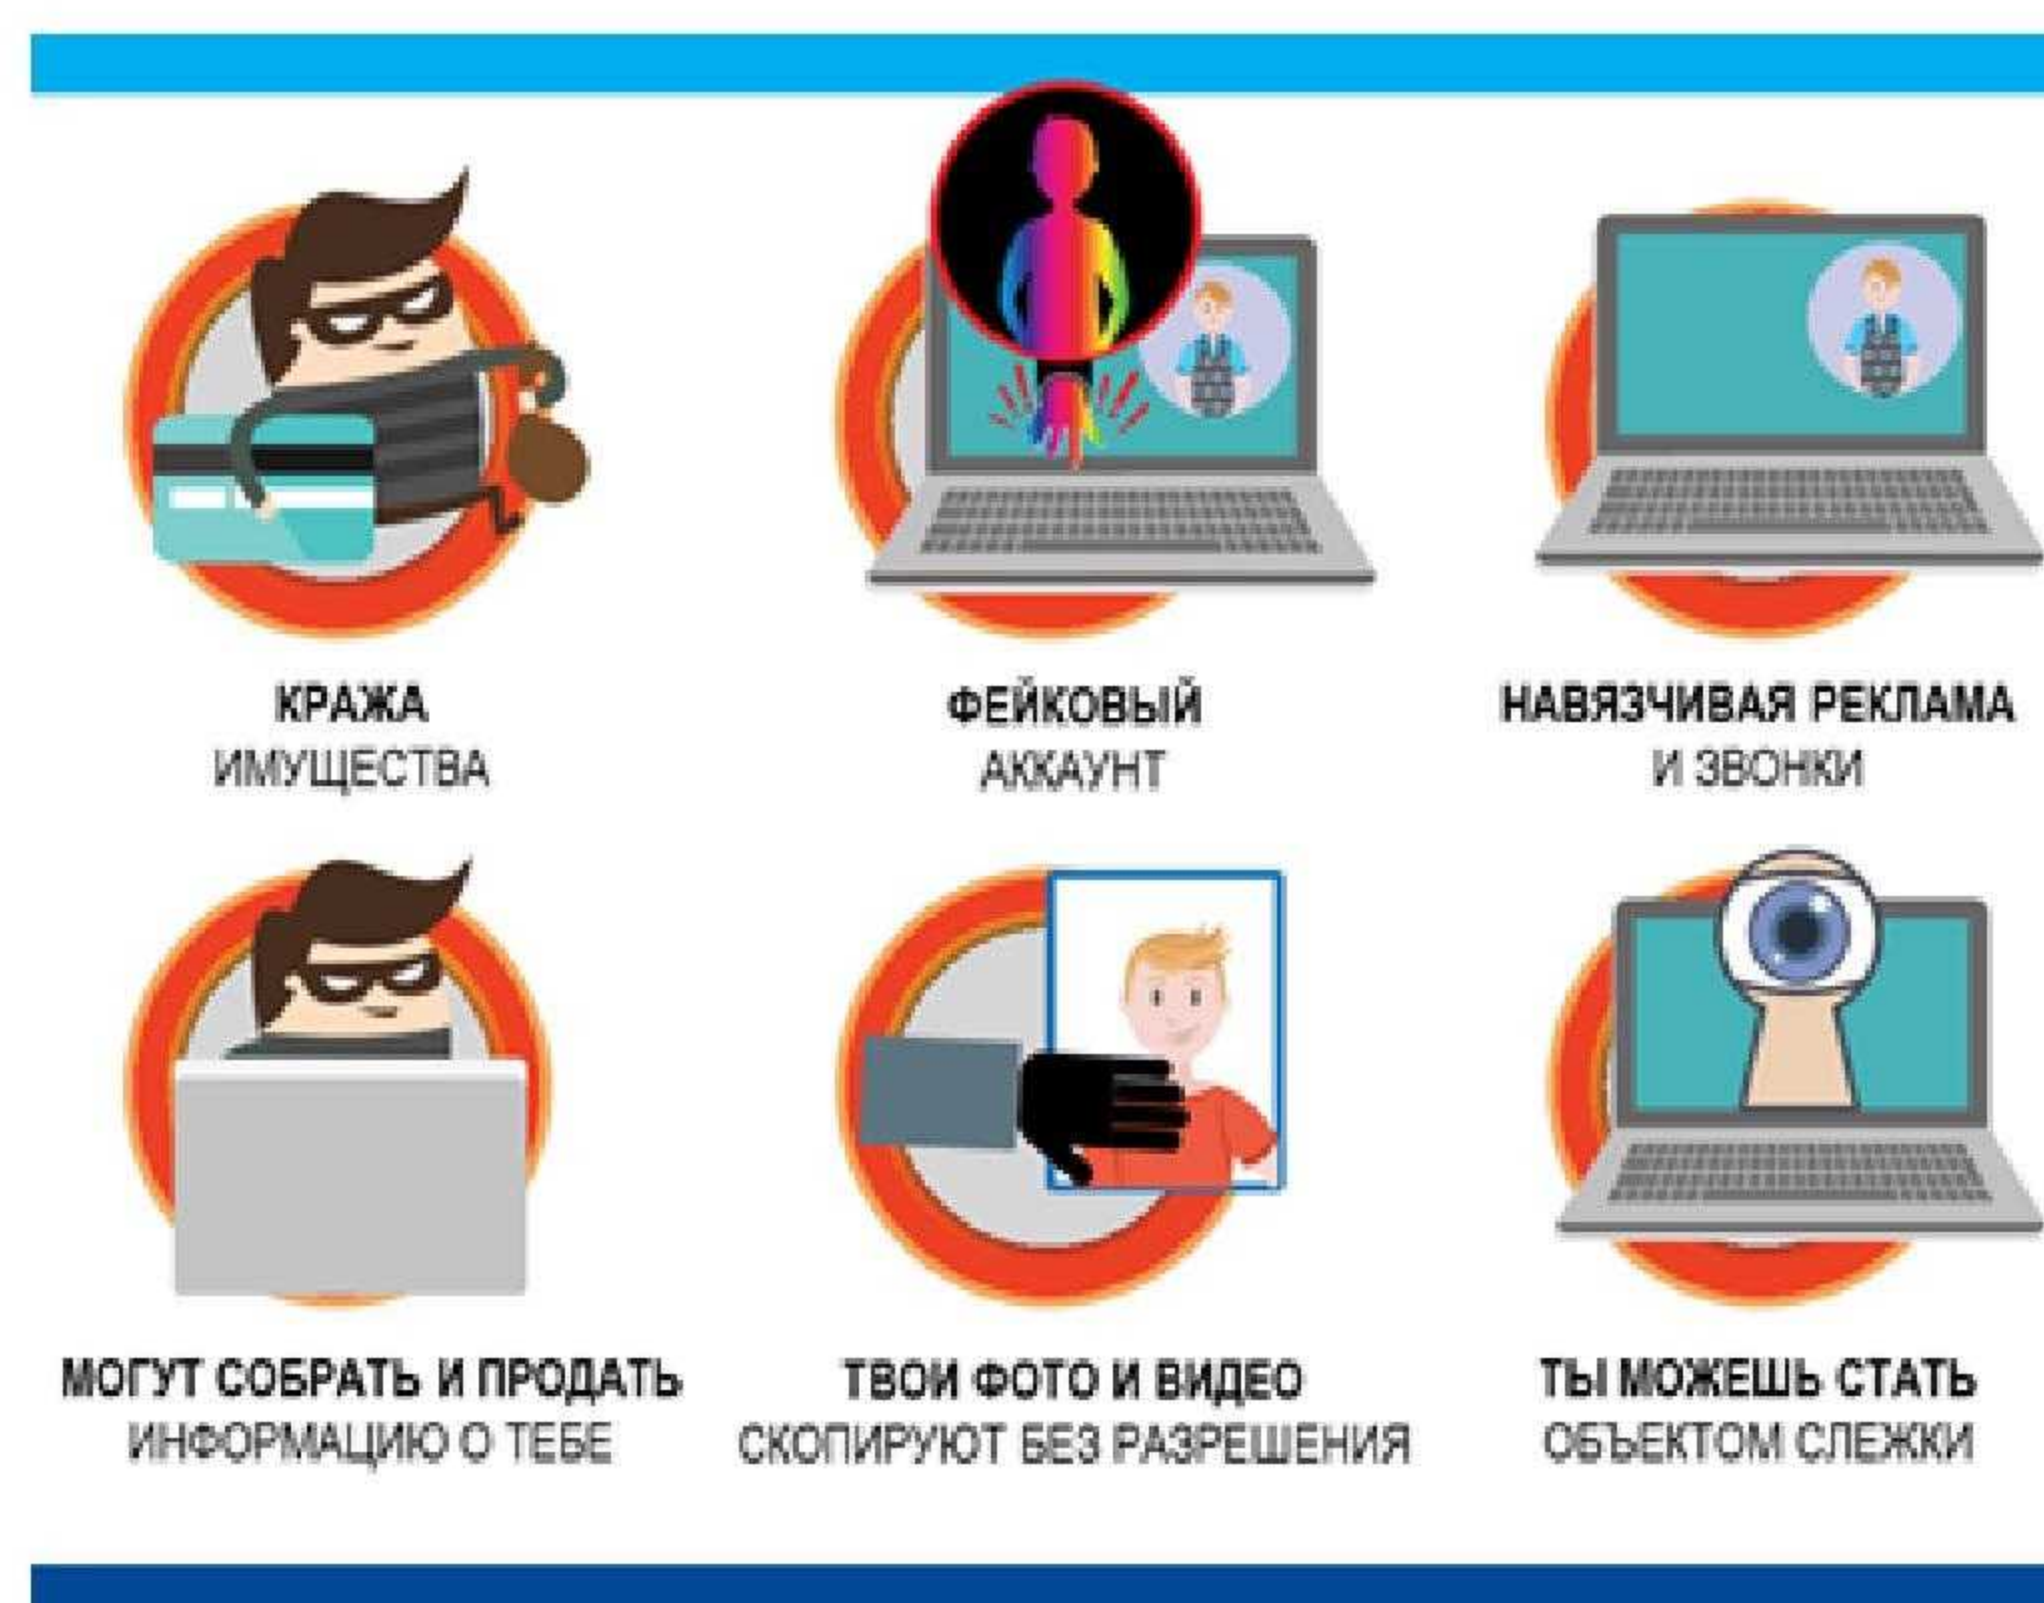 КРАЖА
ИМУЩЕСТВА
ФЕЙКОВЫЙ
АККАУНТ
НАВЯЗЧИВАЯ РЕКЛАМА
И ЗВОНКИ
МОГУТ СОБРАТЬ И ПРОДАТЬ
ИНФОРМАЦИЮ О ТЕБЕ
ТВОИ ФОТО И ВИДЕО
СКОПИРУЮТ БЕЗ РАЗРЕШЕНИЯ
ТЫ МОЖЕШЬ СТАТЬ
ОБЪЕКТОМ СЛЕЖКИ